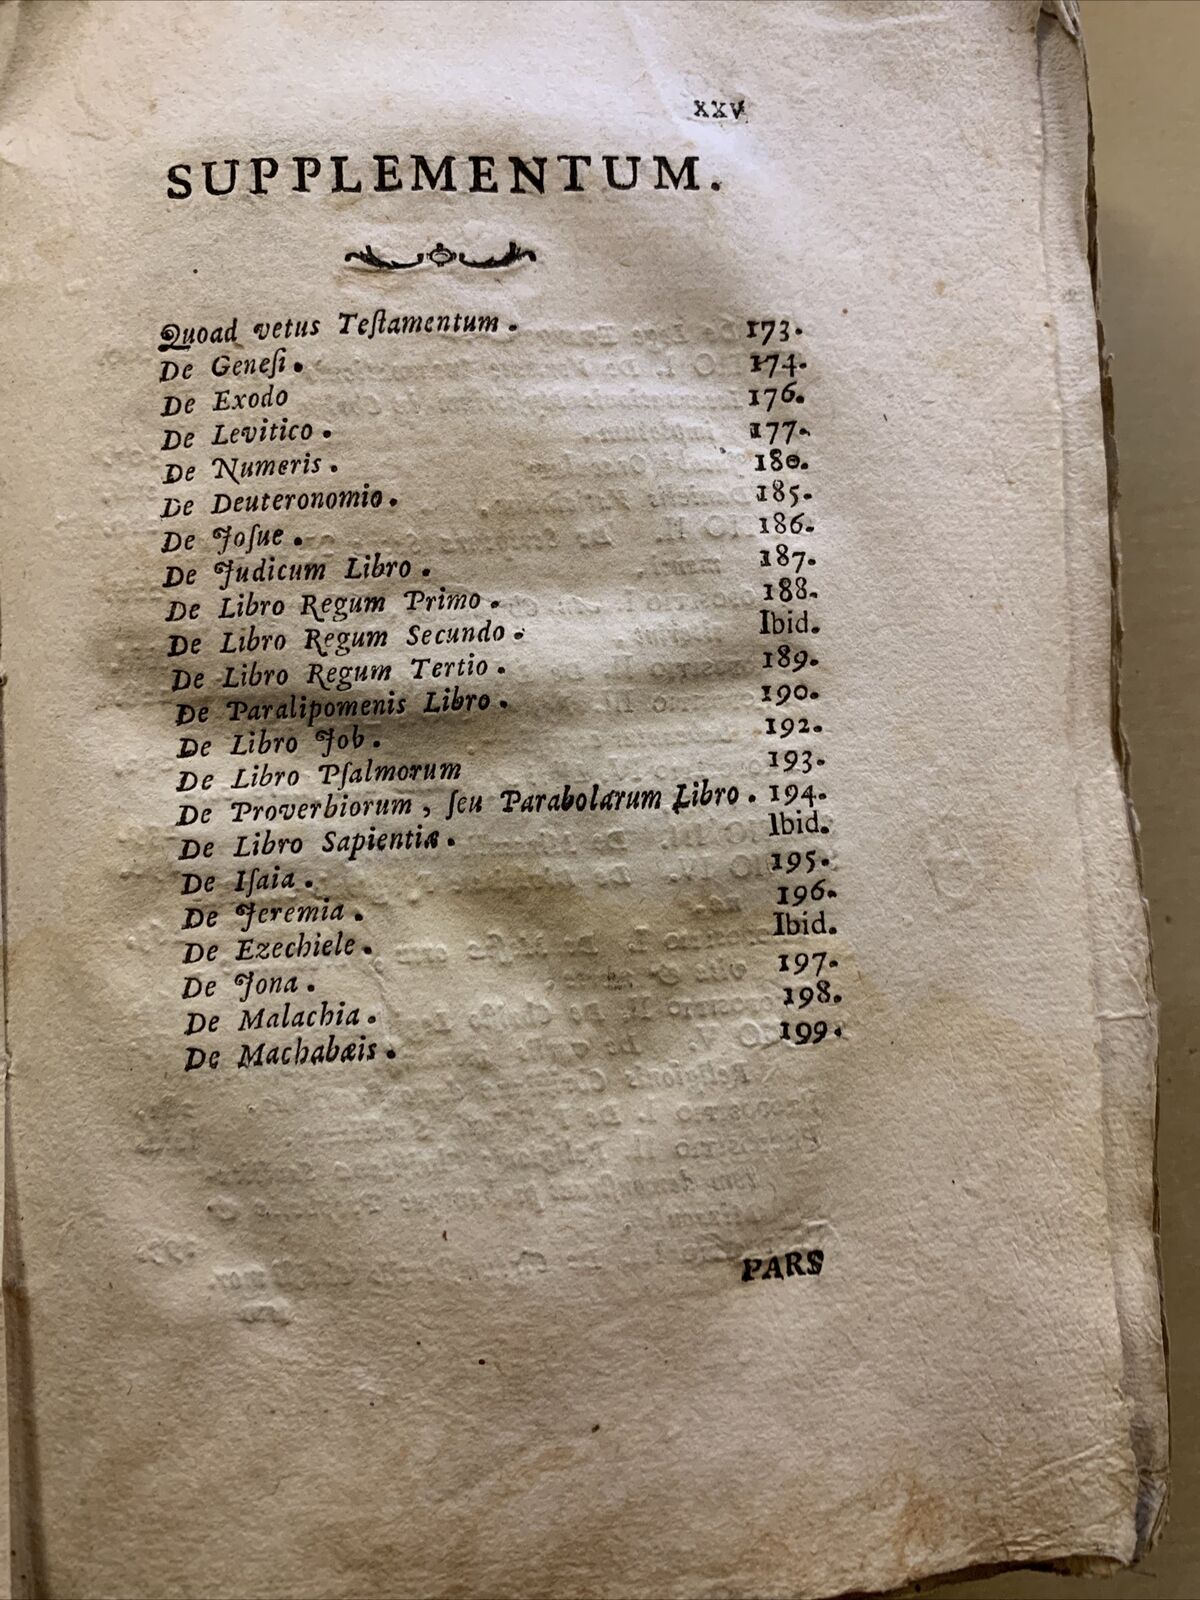 XXV
SUPPLEMENTUM.
Quoad vetus Teſtamentum. 173.
De Geneſi. 174.
De Exodo 176.
De Levitico. 177.
De Numeris. 180.
De Deuteronomio. 185.
De Joſue. 186.
De Judicum Libro. 187.
De Libro Regum Primo. 188.
De Libro Regum Secundo. Ibid.
De Libro Regum Tertio. 189.
De Paralipomenis Libro. 190.
De Libro Job. 192.
De Libro Pſalmorum 193.
De Proverbiorum, ſeu Parabolarum Libro. 194.
De Libro Sapientiæ. Ibid.
De Iſaia. 195.
De Jeremia. 196.
De Ezechiele. Ibid.
De Jona. 197.
De Malachia. 198.
De Machabæis. 199.
PARS